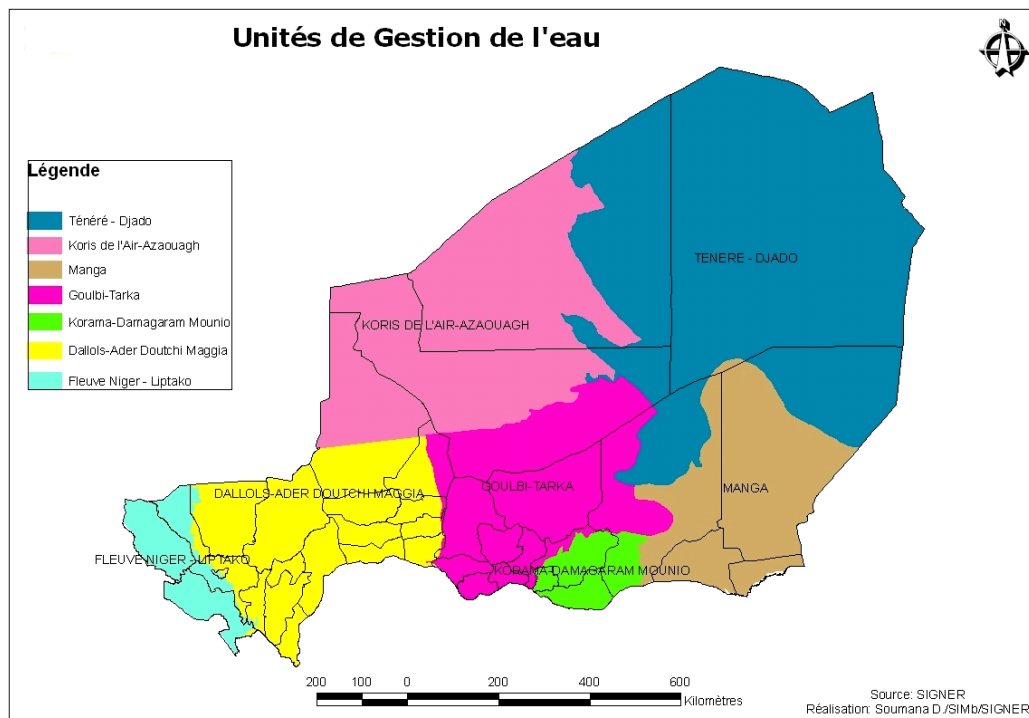 Unités de Gestion de l'eau
Légende
Ténéré - Djado
Koris de l'Air-Azaouagh
Manga
Goulbi-Tarka
Korama-Damagaram Mounio
Dallols-Ader Doutchi Maggia
Fleuve Niger - Liptako
TENERE - DJADO
KORIS DE L'AIR-AZAOUAGH
DALLOLS-ADER DOUTCHI MAGGIA
GOULBI-TARKA
MANGA
FLEUVE NIGER - LIPTAKO
KORAMA-DAMAGARAM MOUNIO
200 100 0 200 400 600
Kilomètres
Source: SIGNER
Réalisation: Soumana D./SIMb/SIGNER